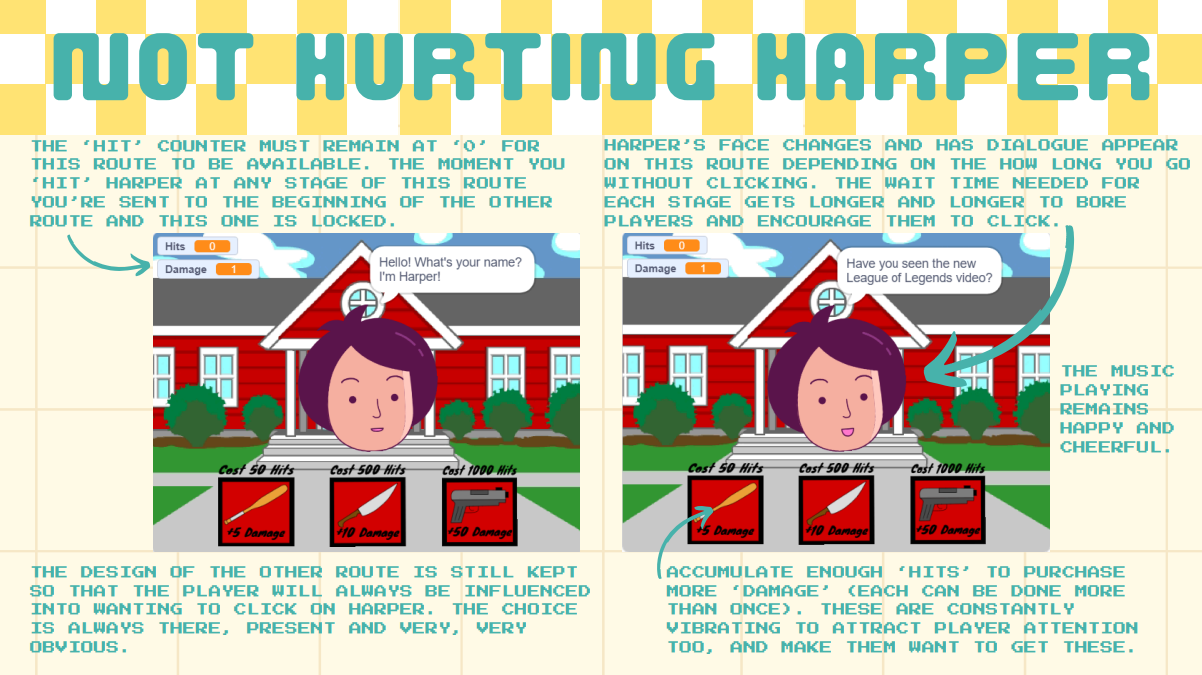 NOT HURTING HARPER
THE 'HIT' COUNTER MUST REMAIN AT '0' FOR
THIS ROUTE TO BE AVAILABLE. THE MOMENT YOU
'HIT' HARPER AT ANY STAGE OF THIS ROUTE
YOU'RE SENT TO THE BEGINNING OF THE OTHER
ROUTE AND THIS ONE IS LOCKED.
HARPER'S FACE CHANGES AND HAS DIALOGUE APPEAR
ON THIS ROUTE DEPENDING ON THE HOW LONG YOU GO
WITHOUT CLICKING. THE WAIT TIME NEEDED FOR
EACH STAGE GETS LONGER AND LONGER TO BORE
PLAYERS AND ENCOURAGE THEM TO CLICK.
Hits 0
Damage 1
Hello! What's your name?
I'm Harper!
Cost 50 Hits
Cost 500 Hits
Cost 1000 Hits
+5 Damage
+10 Damage
+50 Damage
Hits 0
Damage 1
Have you seen the new
League of Legends video?
Cost 50 Hits
Cost 500 Hits
Cost 1000 Hits
+5 Damage
+10 Damage
+50 Damage
THE MUSIC
PLAYING
REMAINS
HAPPY AND
CHEERFUL.
THE DESIGN OF THE OTHER ROUTE IS STILL KEPT
SO THAT THE PLAYER WILL ALWAYS BE INFLUENCED
INTO WANTING TO CLICK ON HARPER. THE CHOICE
IS ALWAYS THERE, PRESENT AND VERY, VERY
OBVIOUS.
ACCUMULATE ENOUGH 'HITS' TO PURCHASE
MORE 'DAMAGE' (EACH CAN BE DONE MORE
THAN ONCE). THESE ARE CONSTANTLY
VIBRATING TO ATTRACT PLAYER ATTENTION
TOO, AND MAKE THEM WANT TO GET THESE.